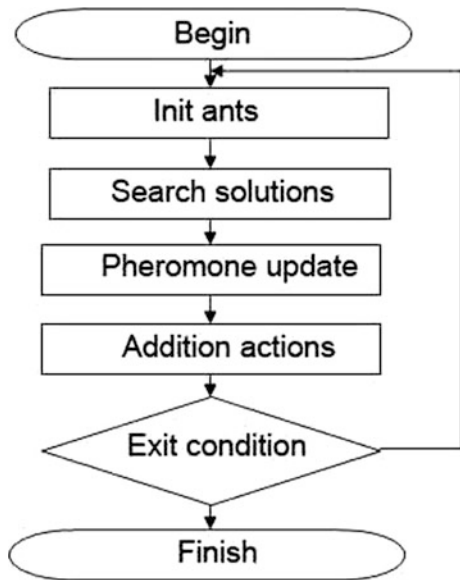 Begin
Init ants
Search solutions
Pheromone update
Addition actions
Exit condition
Finish